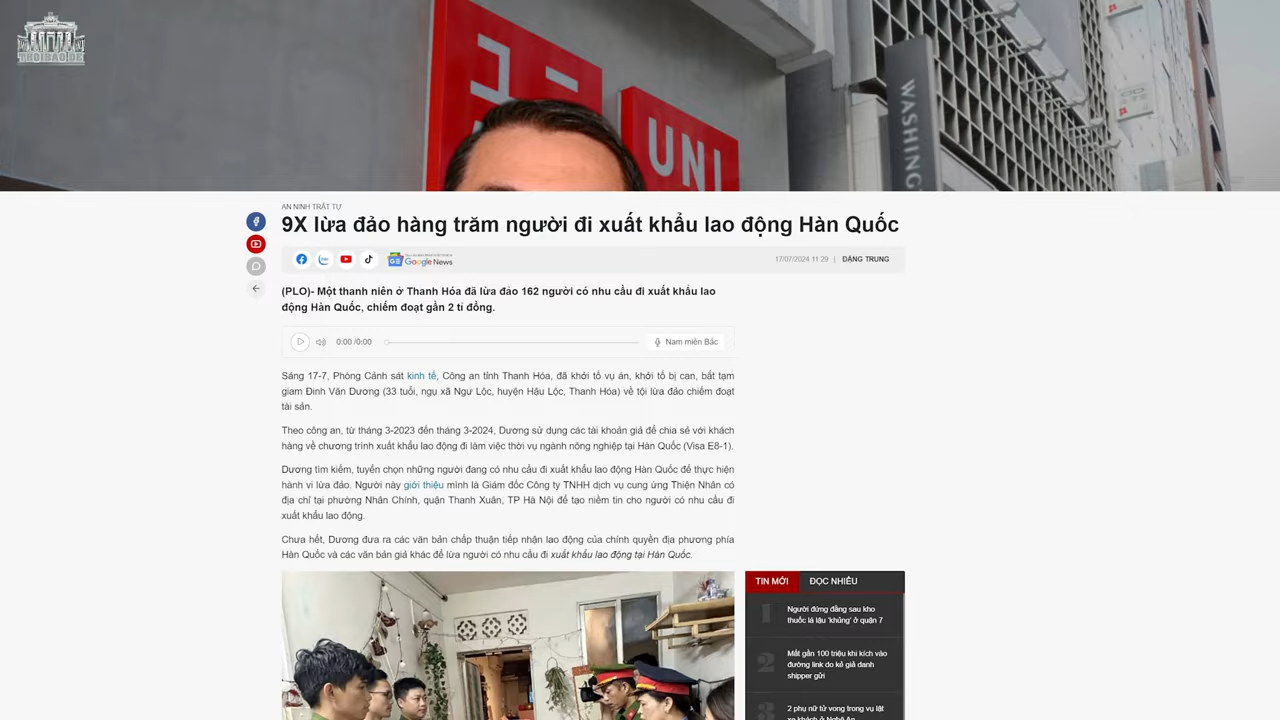 THOIBAO.DE
ユニ
UNI
WASHING
AN NINH TRẬT TỰ
9X lừa đảo hàng trăm người đi xuất khẩu lao động Hàn Quốc
Google News
17/07/2024 11:29 | ĐẶNG TRUNG
(PLO)- Một thanh niên ở Thanh Hóa đã lừa đảo 162 người có nhu cầu đi xuất khẩu lao
động Hàn Quốc, chiếm đoạt gần 2 tỉ đồng.
0:00 /0:00
Nam miền Bắc
Sáng 17-7, Phòng Cảnh sát kinh tế, Công an tỉnh Thanh Hóa, đã khởi tố vụ án, khởi tố bị can, bắt tạm
giam Đinh Văn Dương (33 tuổi, ngụ xã Ngư Lộc, huyện Hậu Lộc, Thanh Hóa) về tội lừa đảo chiếm đoạt
tài sản.
Theo công an, từ tháng 3-2023 đến tháng 3-2024, Dương sử dụng các tài khoản giả để chia sẻ với khách
hàng về chương trình xuất khẩu lao động đi làm việc thời vụ ngành nông nghiệp tại Hàn Quốc (Visa E8-1).
Dương tìm kiếm, tuyển chọn những người đang có nhu cầu đi xuất khẩu lao động Hàn Quốc để thực hiện
hành vi lừa đảo. Người này giới thiệu mình là Giám đốc Công ty TNHH dịch vụ cung ứng Thiện Nhân có
địa chỉ tại phường Nhân Chính, quận Thanh Xuân, TP Hà Nội để tạo niềm tin cho người có nhu cầu đi
xuất khẩu lao động.
Chưa hết, Dương đưa ra các văn bản chấp thuận tiếp nhận lao động của chính quyền địa phương phía
Hàn Quốc và các văn bản giả khác để lừa người có nhu cầu đi xuất khẩu lao động tại Hàn Quốc.
TIN MỚI
ĐỌC NHIỀU
1
Người đứng đằng sau kho
thuốc lá lậu 'khủng' ở quận 7
2
Mất gần 100 triệu khi kích vào
đường link do kẻ giả danh
shipper gửi
3
2 phụ nữ tử vong trong vụ lật
xe khách ở Nghệ An